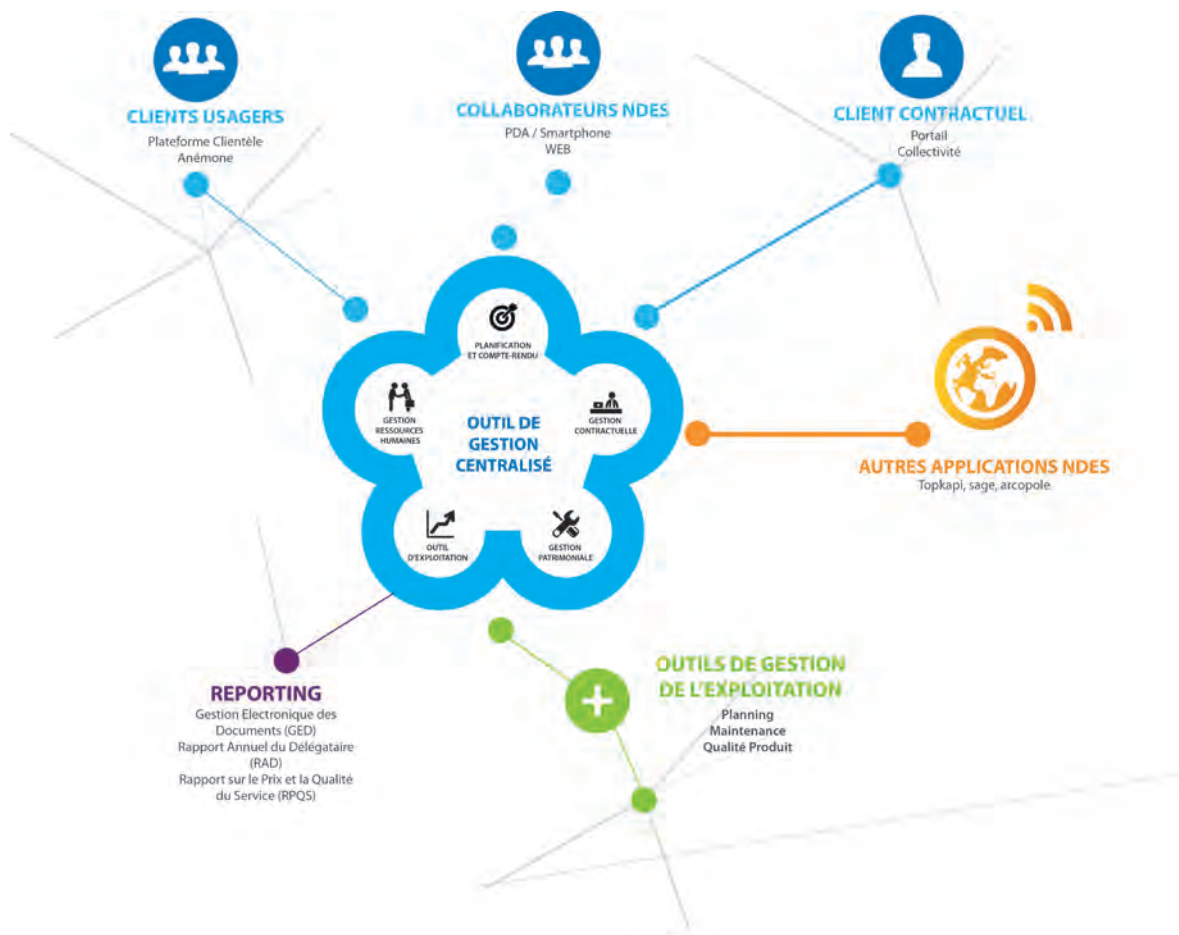 CLIENTS USAGERS
Plateforme Clientèle
Anémone
COLLABORATEURS NDES
PDA / Smartphone
WEB
CLIENT CONTRACTUEL
Portail
Collectivité
PLANIFICATION
ET COMPTE-RENDU
GESTION
RESSOURCES
HUMAINES
OUTIL DE
GESTION
CENTRALISÉ
GESTION
CONTRACTUELLE
OUTIL
D'EXPLOITATION
GESTION
PATRIMONIALE
AUTRES APPLICATIONS NDES
Topkapi, sage, arcopole
REPORTING
Gestion Electronique des
Documents (GED)
Rapport Annuel du Délégataire
(RAD)
Rapport sur le Prix et la Qualité
du Service (RPQS)
OUTILS DE GESTION
DE L'EXPLOITATION
Planning
Maintenance
Qualité Produit